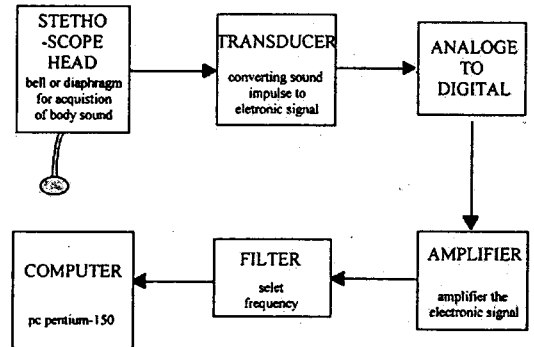 STETHO
-SCOPE
HEAD
bell or diaphragm
for acquistion
of body sound
TRANSDUCER
converting sound
impulse to
eletronic signal
ANALOGE
TO
DIGITAL
AMPLIFIER
amplifier the
electronic signal
FILTER
selet
frequency
COMPUTER
pc pentium-150